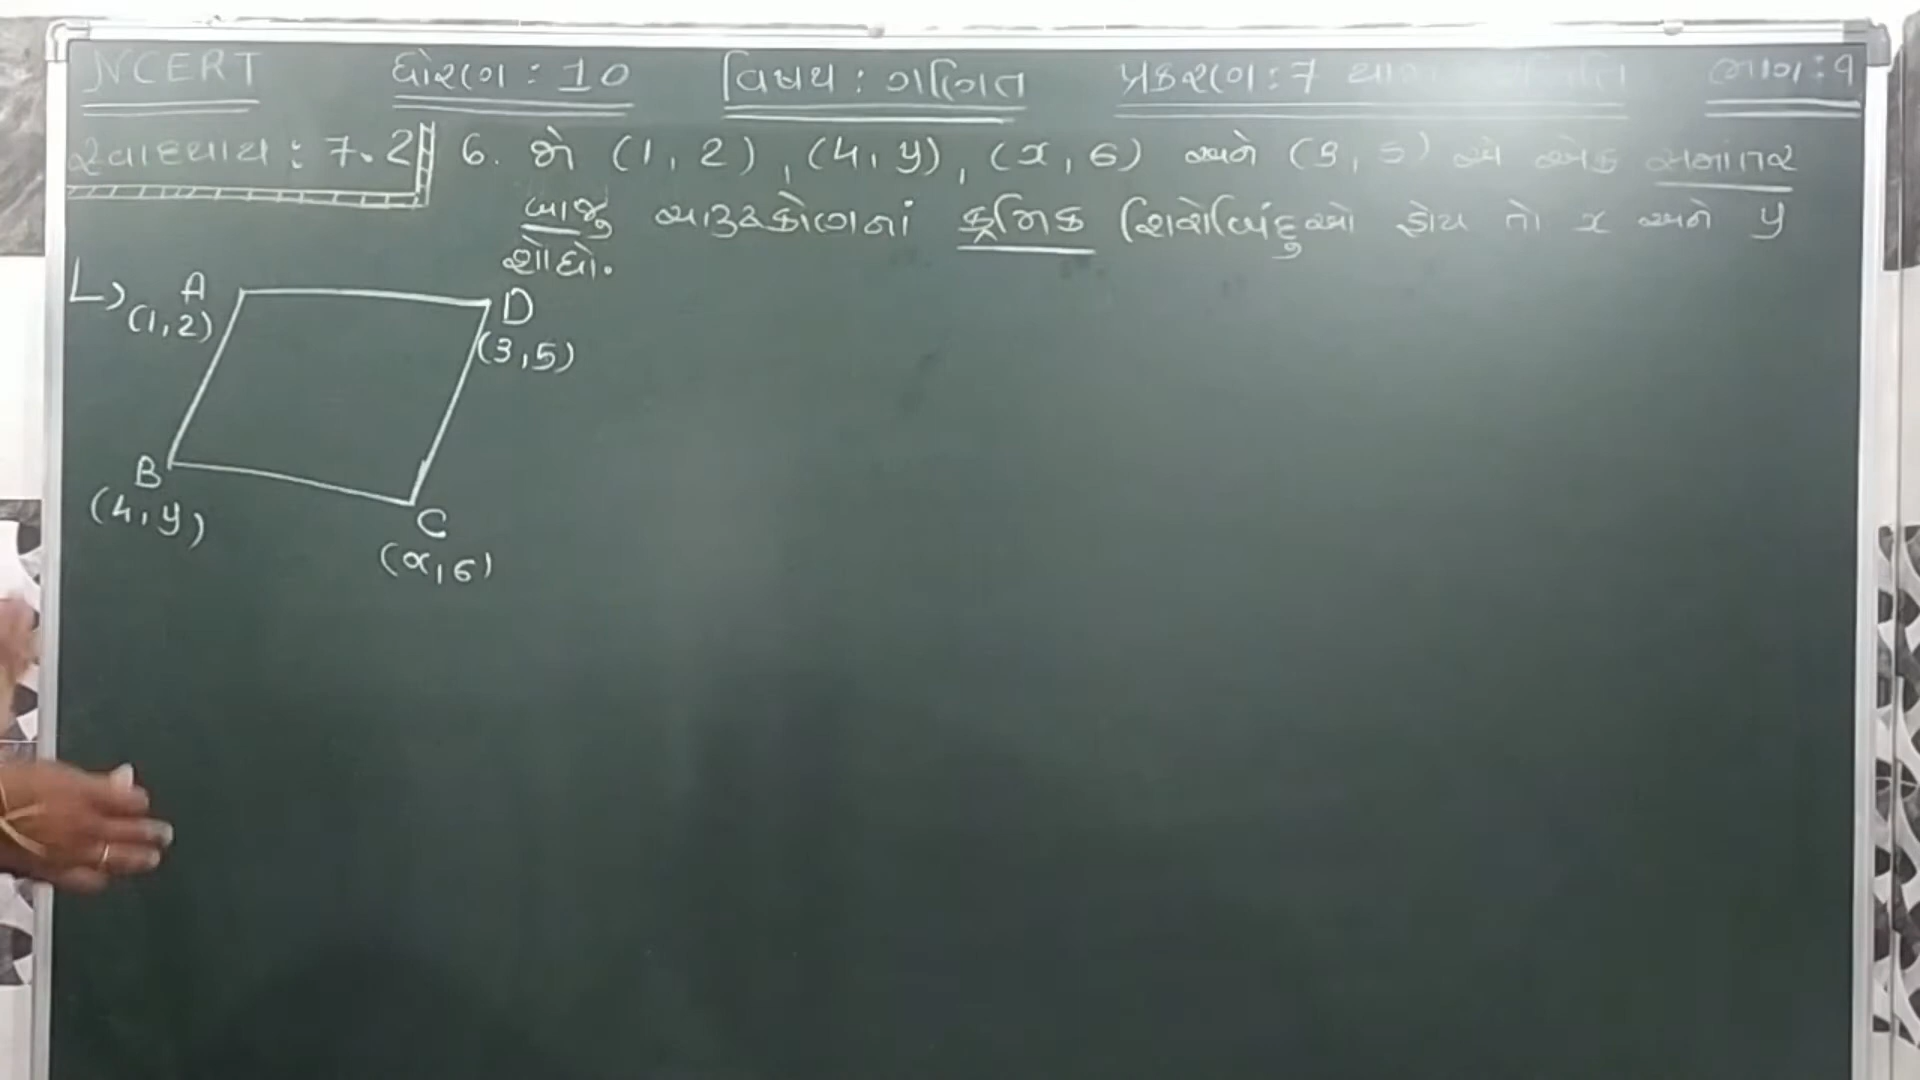 NCERT ધોરણ : 10 વિષય : ગણિત પ્રકરણ : 7 ભાગ : 9
સ્વાધ્યાય : 7.2 6. જો (1, 2), (4, y), (x, 6) અને (3, 5) એ એક સમાંતર
બાજુ ચતુષ્કોણનાં ક્રમિક શિરોબિંદુઓ હોય તો x અને y
શોધો.
A
(1,2)
D
(3,5)
B
(4,y)
C
(x,6)